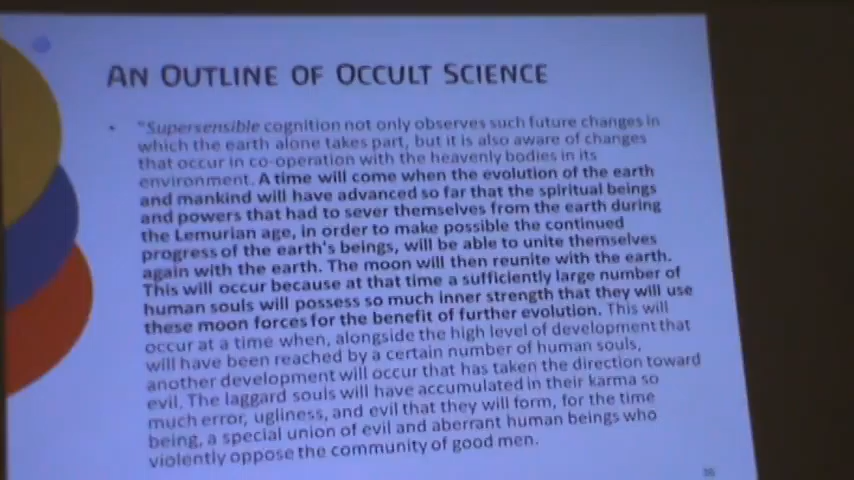 AN OUTLINE OF OCCULT SCIENCE
• "Supersensible cognition not only observes such future changes in
which the earth alone takes part, but it is also aware of changes
that occur in co-operation with the heavenly bodies in its
environment. A time will come when the evolution of the earth
and mankind will have advanced so far that the spiritual beings
and powers that had to sever themselves from the earth during
the Lemurian age, in order to make possible the continued
progress of the earth's beings, will be able to unite themselves
again with the earth. The moon will then reunite with the earth.
This will occur because at that time a sufficiently large number of
human souls will possess so much inner strength that they will use
these moon forces for the benefit of further evolution. This will
occur at a time when, alongside the high level of development that
will have been reached by a certain number of human souls,
another development will occur that has taken the direction toward
evil. The laggard souls will have accumulated in their karma so
much error, ugliness, and evil that they will form, for the time
being, a special union of evil and aberrant human beings who
violently oppose the community of good men.